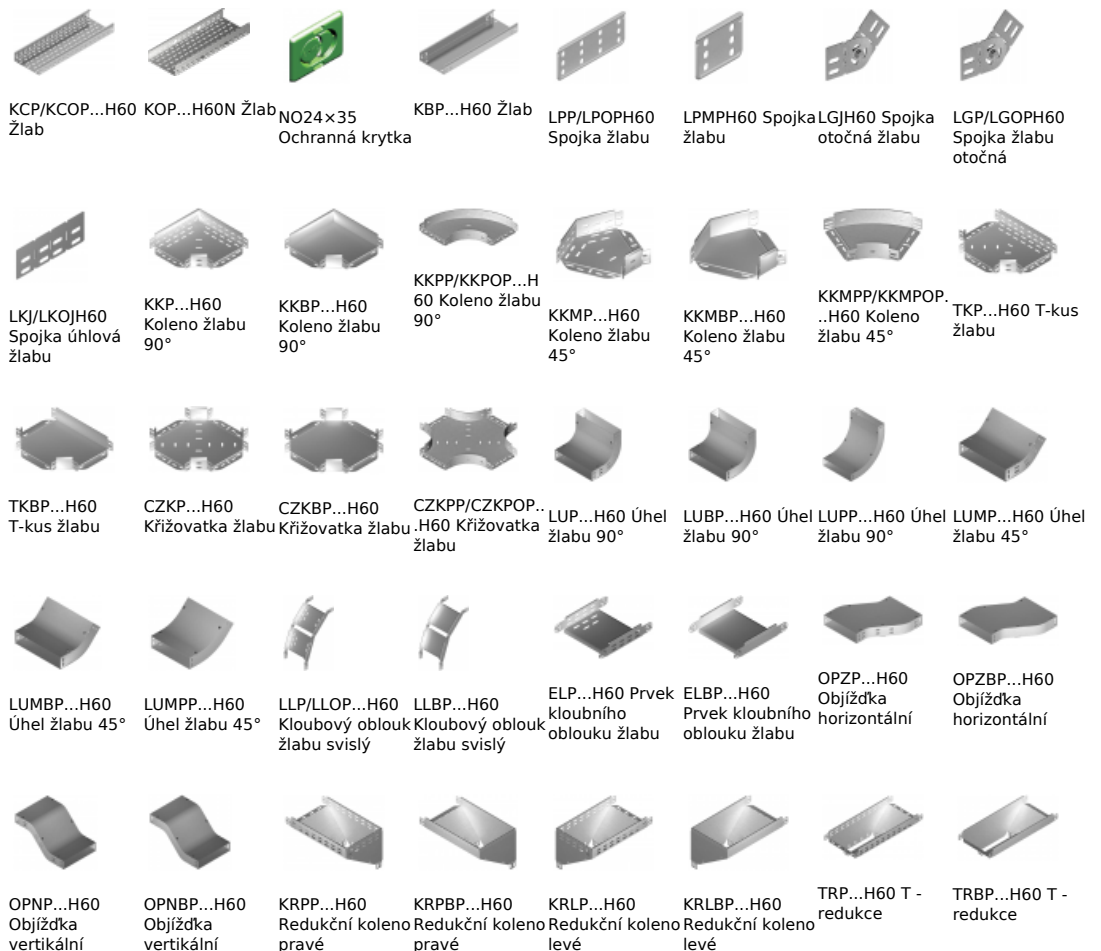 KCP/KCOP...H60
Žlab
KOP...H60N Žlab
NO24×35
Ochranná krytka
KBP...H60 Žlab
LPP/LPOPH60
Spojka žlabu
LPMPH60 Spojka
žlabu
LGJH60 Spojka
otočná žlabu
LGP/LGOPH60
Spojka žlabu
otočná
LKJ/LKOJH60
Spojka úhlová
žlabu
KKP...H60
Koleno žlabu
90°
KKBP...H60
Koleno žlabu
90°
KKPP/KKPOP...H
60 Koleno žlabu
90°
KKMP...H60
Koleno žlabu
45°
KKMBP...H60
Koleno žlabu
45°
KKMPP/KKMPOP.
..H60 Koleno
žlabu 45°
TKP...H60 T-kus
žlabu
TKBP...H60
T-kus žlabu
CZKP...H60
Křižovatka žlabu
CZKBP...H60
Křižovatka žlabu
CZKPP/CZKPOP..
.H60 Křižovatka
žlabu
LUP...H60 Úhel
žlabu 90°
LUBP...H60 Úhel
žlabu 90°
LUPP...H60 Úhel
žlabu 90°
LUMP...H60 Úhel
žlabu 45°
LUMBP...H60
Úhel žlabu 45°
LUMPP...H60
Úhel žlabu 45°
LLP/LLOP...H60
Kloubový oblouk
žlabu svislý
LLBP...H60
Kloubový oblouk
žlabu svislý
ELP...H60 Prvek
kloubního
oblouku žlabu
ELBP...H60
Prvek kloubního
oblouku žlabu
OPZP...H60
Objížďka
horizontální
OPZBP...H60
Objížďka
horizontální
OPNP...H60
Objížďka
vertikální
OPNBP...H60
Objížďka
vertikální
KRPP...H60
Redukční koleno
pravé
KRPBP...H60
Redukční koleno
pravé
KRLP...H60
Redukční koleno
levé
KRLBP...H60
Redukční koleno
levé
TRP...H60 T -
redukce
TRBP...H60 T -
redukce